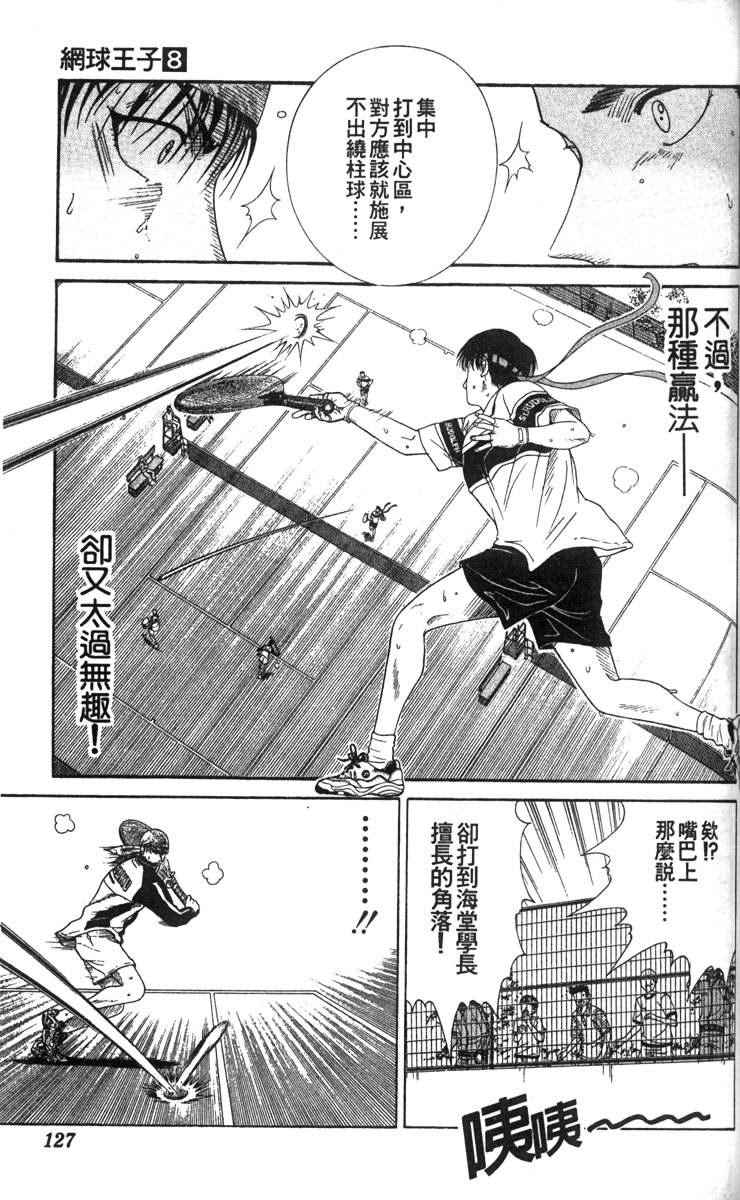 網球王子8
集中
打到中心區，
對方應該就施展
不出繞柱球……
不過，
那種贏法——
卻又太過無趣！
欸!?
嘴巴上
那麼說……
卻打到海堂學長
擅長的角落！
咦咦～
………!!
127